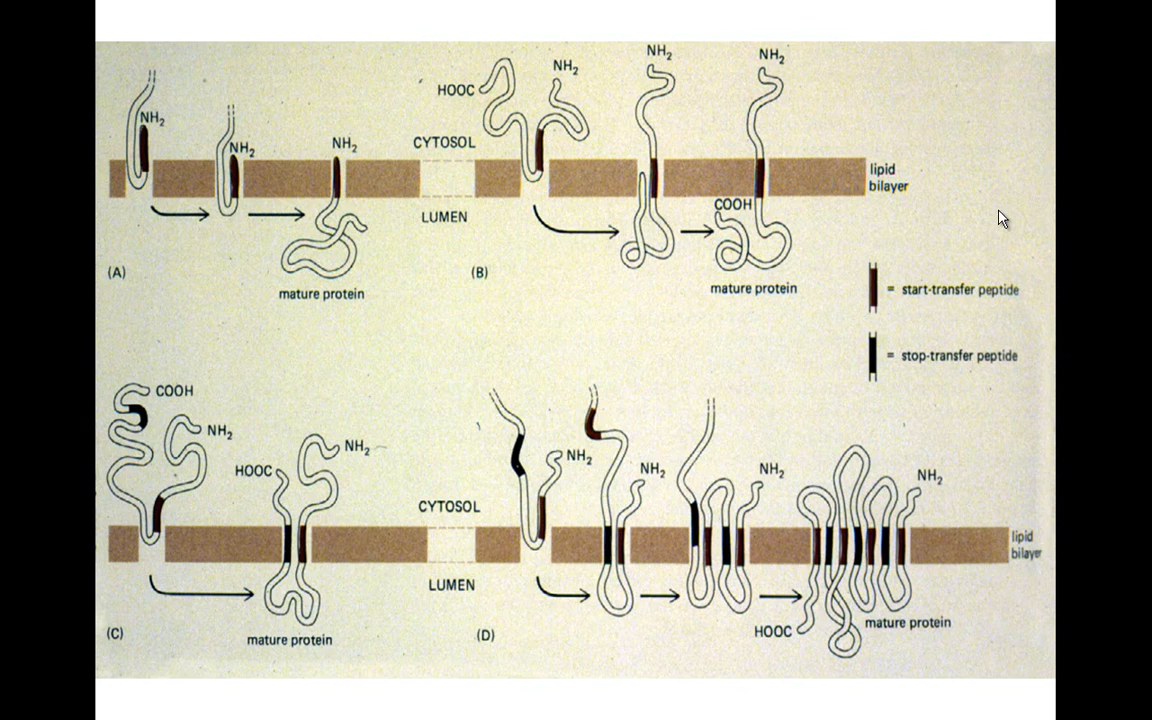 NH2
NH2
NH2
CYTOSOL
LUMEN
(A)
mature protein
HOOC
NH2
NH2
NH2
COOH
lipid
bilayer
(B)
mature protein
= start-transfer peptide
= stop-transfer peptide
COOH
NH2
HOOC
NH2
CYTOSOL
LUMEN
(C)
mature protein
NH2
NH2
NH2
NH2
lipid
bilayer
HOOC
mature protein
(D)